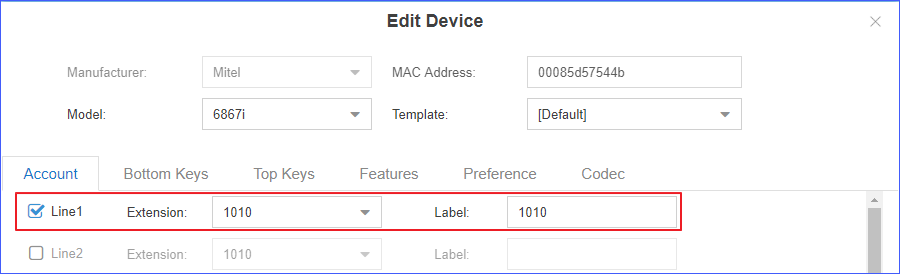 Edit Device
Manufacturer: Mitel MAC Address: 00085d57544b
Model: 6867i Template: [Default]
Account Bottom Keys Top Keys Features Preference Codec
Line1 Extension: 1010 Label: 1010
Line2 Extension: 1010 Label: